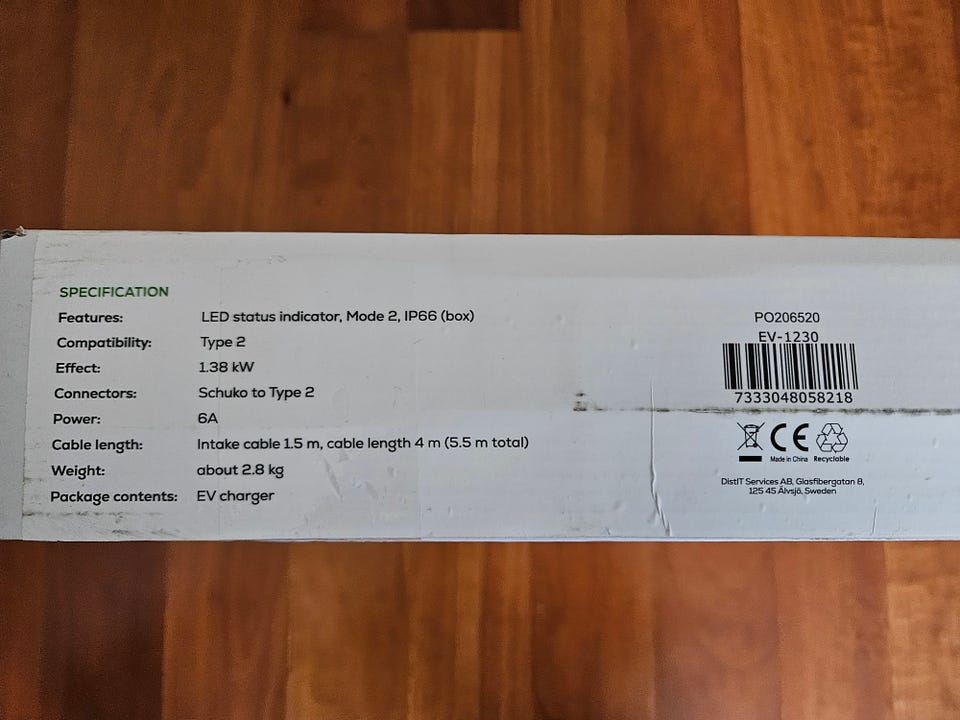 SPECIFICATION
Features: LED status indicator, Mode 2, IP66 (box)
Compatibility: Type 2
Effect: 1.38 kW
Connectors: Schuko to Type 2
Power: 6A
Cable length: Intake cable 1.5 m, cable length 4 m (5.5 m total)
Weight: about 2.8 kg
Package contents: EV charger
PO206520
EV-1230
7333048058218
CE
Made in China Recyclable
DistIT Services AB, Glasfibergatan 8,
125 45 Älvsjö, Sweden